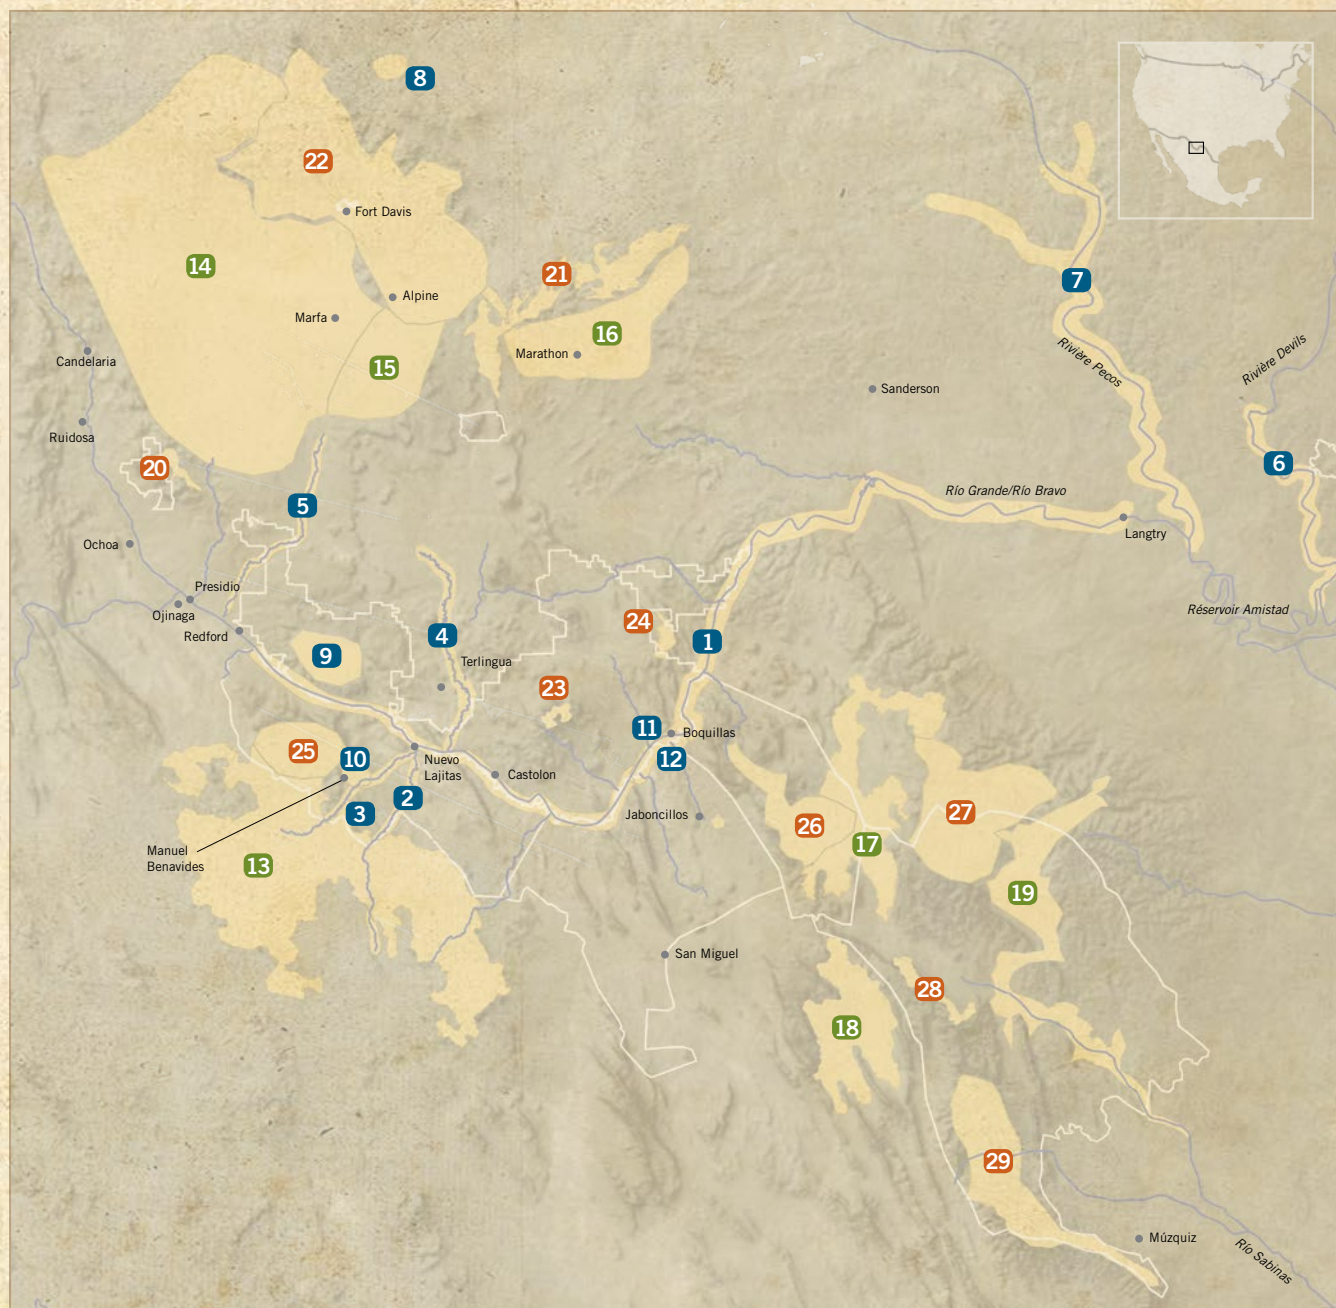 8
22
Fort Davis
14
21
7
Alpine
Marfa
16
Marathon
Candelaria
15
Rivière Pecos
Rivière Devils
Sanderson
Ruidosa
20
6
5
Río Grande/Río Bravo
Langtry
Ochoa
Presidio
Ojinaga
Réservoir Amistad
Redford
24
1
4
9
Terlingua
23
11
Boquillas
25
10
12
Nuevo
Lajitas
Castolon
2
3
Jaboncillos
26
27
17
Manuel
Benavides
13
19
San Miguel
28
18
29
Múzquiz
Río Sabinas